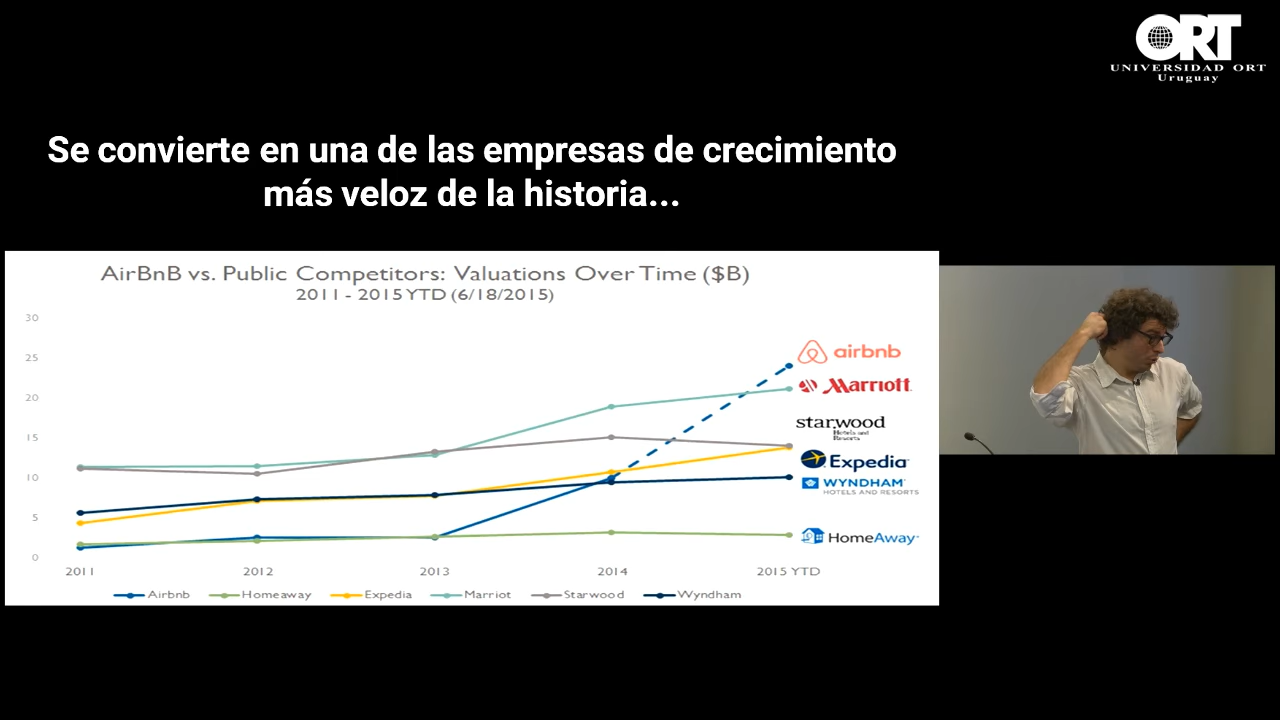 ORT
UNIVERSIDAD ORT
Uruguay
Se convierte en una de las empresas de crecimiento
más veloz de la historia...
AirBnB vs. Public Competitors: Valuations Over Time ($B)
2011 - 2015 YTD (6/18/2015)
30
25
20
15
10
5
0
2011 2012 2013 2014 2015 YTD
airbnb
Marriott
starwood
Hotels and
Resorts
Expedia
WYNDHAM
HOTELS AND RESORTS
HomeAway
Airbnb Homeaway Expedia Marriot Starwood Wyndham